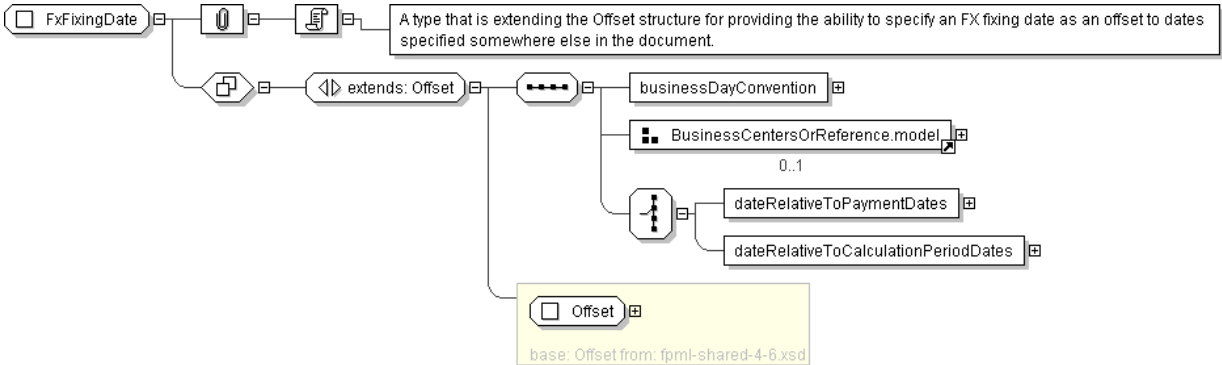 FxFixingDate
A type that is extending the Offset structure for providing the ability to specify an FX fixing date as an offset to dates
specified somewhere else in the document.
extends: Offset
businessDayConvention
BusinessCentersOrReference.model
0..1
dateRelativeToPaymentDates
dateRelativeToCalculationPeriodDates
Offset
base: Offset from: fpml-shared-4-6.xsd